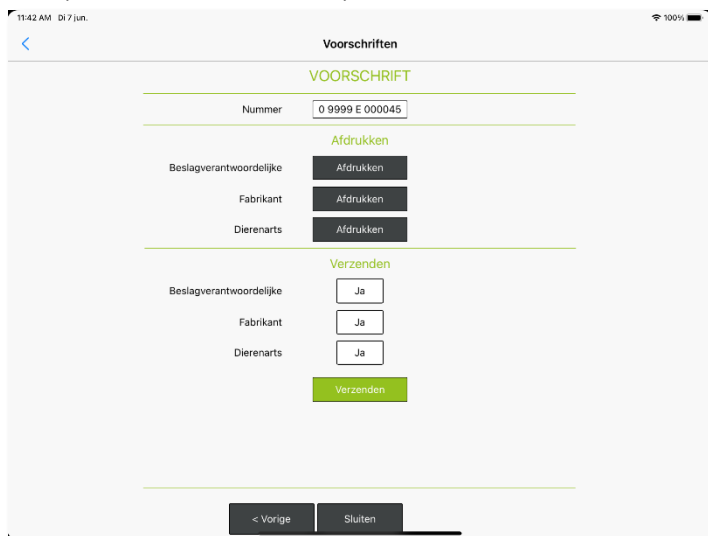 11:42 AM Di 7 jun. 100%
Voorschriften
VOORSCHRIFT
Nummer 0 9999 E 000045
Afdrukken
Beslagverantwoordelijke Afdrukken
Fabrikant Afdrukken
Dierenarts Afdrukken
Verzenden
Beslagverantwoordelijke Ja
Fabrikant Ja
Dierenarts Ja
Verzenden
< Vorige Sluiten